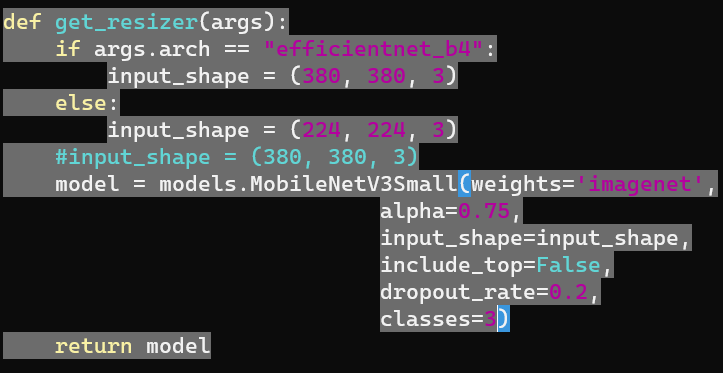 def get_resizer(args):
    if args.arch == "efficientnet_b4":
        input_shape = (380, 380, 3)
    else:
        input_shape = (224, 224, 3)
    #input_shape = (380, 380, 3)
    model = models.MobileNetV3Small(weights='imagenet',
                                 alpha=0.75,
                                 input_shape=input_shape,
                                 include_top=False,
                                 dropout_rate=0.2,
                                 classes=3)
    return model